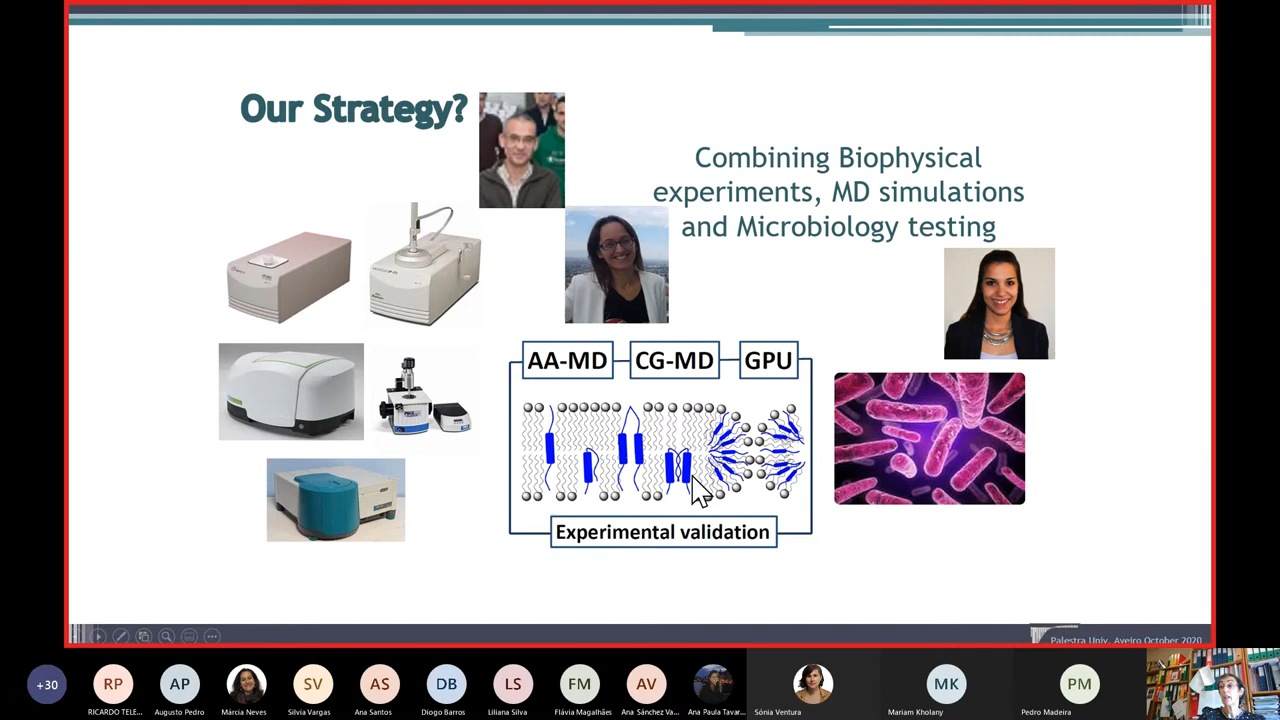 Our Strategy?
Combining Biophysical
experiments, MD simulations
and Microbiology testing
AA-MD
CG-MD
GPU
Experimental validation
Palestra Univ. Aveiro October 2020
+30
RP
AP
SV
AS
DB
LS
FM
AV
MK
PM
RICARDO TELE...
Augusto Pedro
Márcia Neves
Silvia Vargas
Ana Santos
Diogo Barros
Liliana Silva
Flávia Magalhães
Ana Sánchez Va...
Ana Paula Tavar...
Sónia Ventura
Mariam Kholany
Pedro Madeira